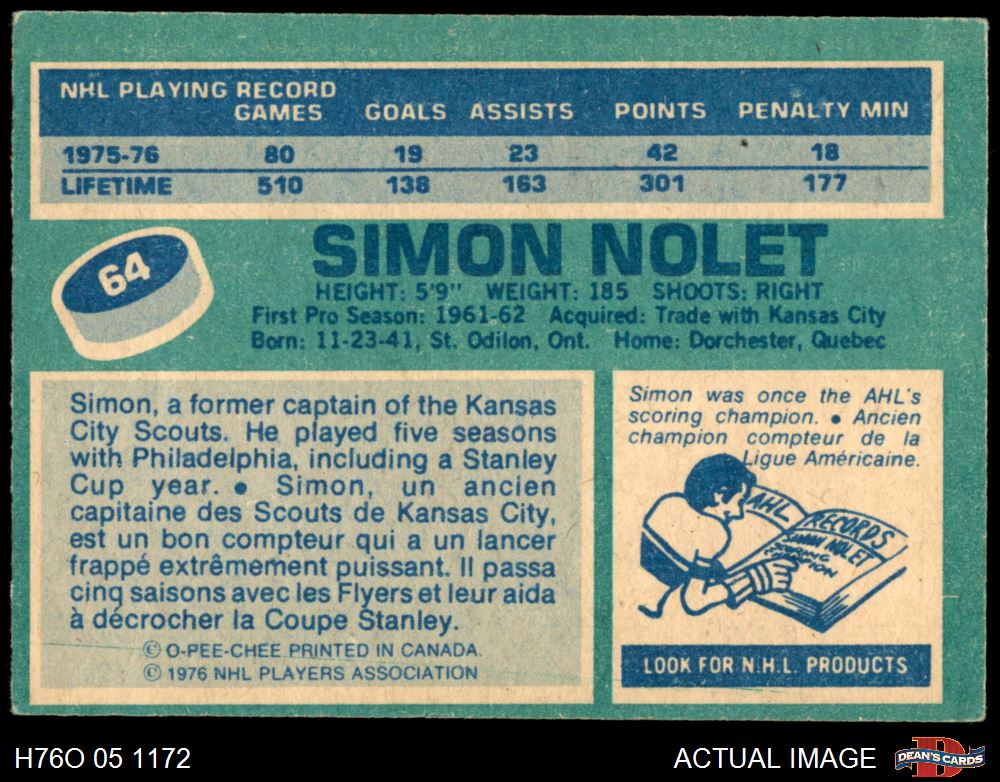 NHL PLAYING RECORD
GAMES GOALS ASSISTS POINTS PENALTY MIN
1975-76 80 19 23 42 18
LIFETIME 510 138 163 301 177
64
SIMON NOLET
HEIGHT: 5'9" WEIGHT: 185 SHOOTS: RIGHT
First Pro Season: 1961-62 Acquired: Trade with Kansas City
Born: 11-23-41, St. Odilon, Ont. Home: Dorchester, Quebec
Simon, a former captain of the Kansas
City Scouts. He played five seasons
with Philadelphia, including a Stanley
Cup year. • Simon, un ancien
capitaine des Scouts de Kansas City,
est un bon compteur qui a un lancer
frappé extrêmement puissant. Il passa
cinq saisons avec les Flyers et leur aida
à décrocher la Coupe Stanley.
© O-PEE-CHEE PRINTED IN CANADA.
© 1976 NHL PLAYERS ASSOCIATION
Simon was once the AHL's
scoring champion. • Ancien
champion compteur de la
Ligue Américaine.
AHL RECORDS
SIMON NOLET
SCORING
CHAMPION
LOOK FOR N.H.L. PRODUCTS
H76O 05 1172
ACTUAL IMAGE
D
DEAN'S CARDS